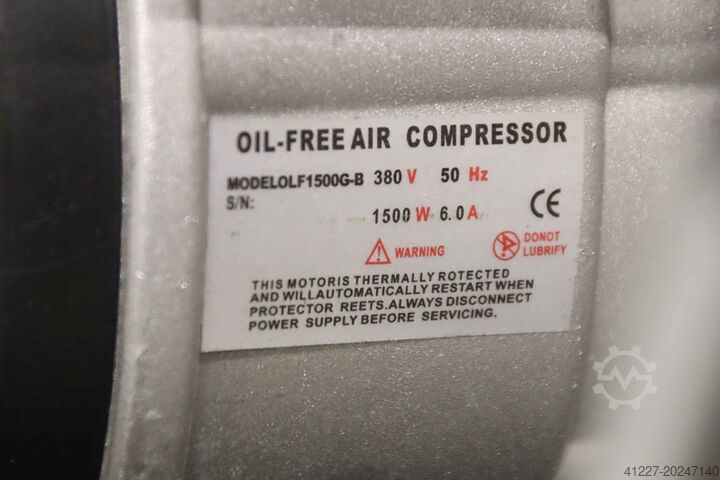 OIL-FREE AIR COMPRESSOR
MODELOLF1500G-B 380 V 50 Hz
S/N:
1500 W 6.0 A
CE
WARNING
DONOT
LUBRIFY
THIS MOTORIS THERMALLY ROTECTED
AND WILLAUTOMATICALLY RESTART WHEN
PROTECTOR REETS.ALWAYS DISCONNECT
POWER SUPPLY BEFORE SERVICING.
41227-20247140